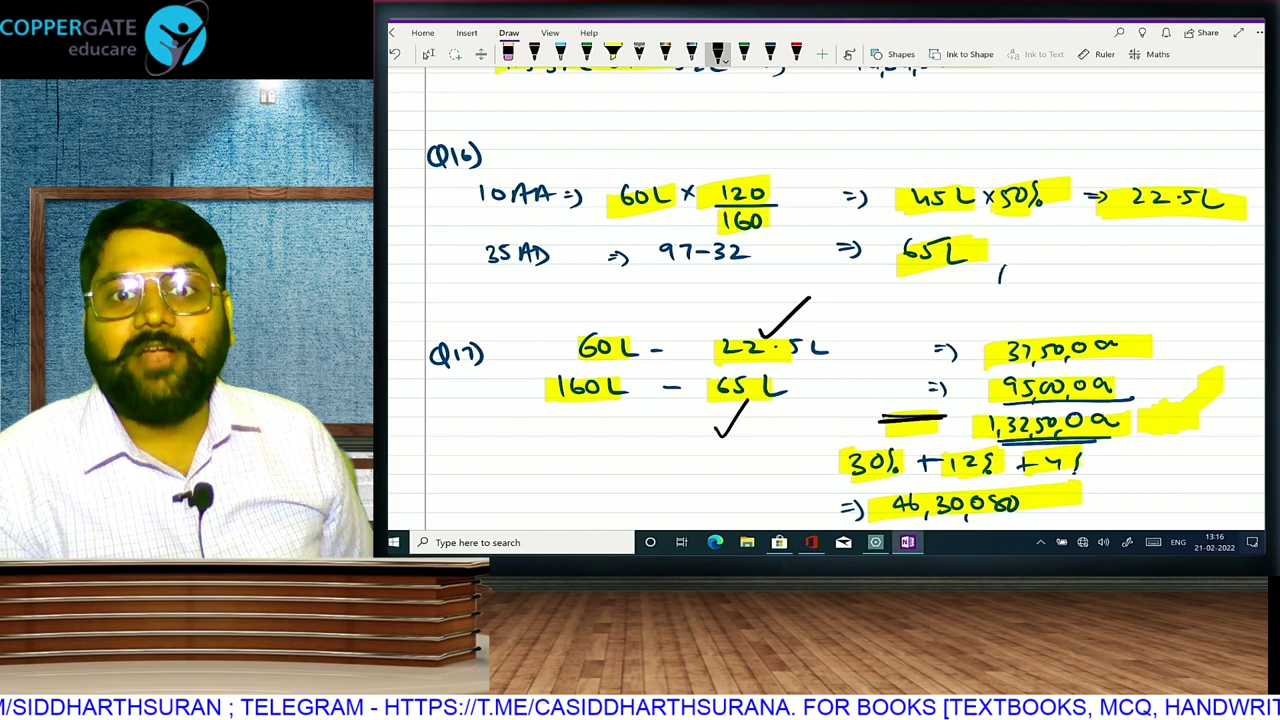 COPPERGATE
educare
Home Insert Draw View Help
Share
Shapes Ink to Shape Ink to Text Ruler Maths
Q16)
10AA => 60L × 120/160 => 45L × 50% => 22.5L
35AD => 97-32 => 65L
Q17) 60L - 22.5L => 37,50,000
160L - 65L => 95,00,000
1,32,50,000
30% + 12% + 4%
=> 46,30,080
Type here to search
ENG
13:16
21-02-2022
M/SIDDHARTHSURAN ; TELEGRAM - HTTPS://T.ME/CASIDDHARTHSURANA. FOR BOOKS [TEXTBOOKS, MCQ, HANDWRIT